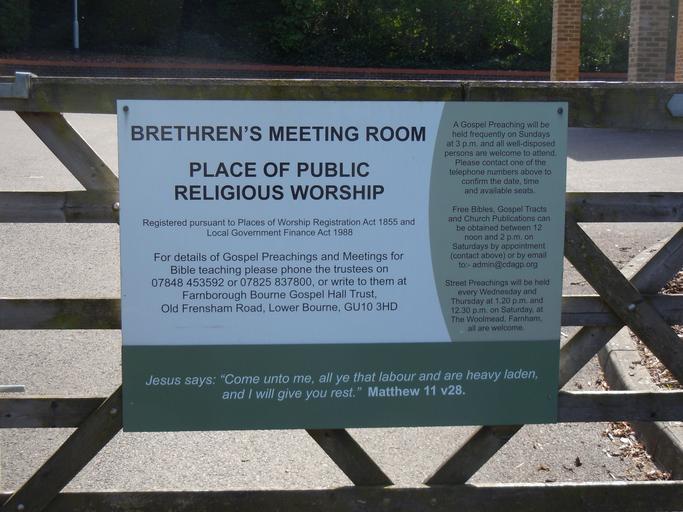 BRETHREN'S MEETING ROOM
PLACE OF PUBLIC
RELIGIOUS WORSHIP
Registered pursuant to Places of Worship Registration Act 1855 and
Local Government Finance Act 1988
For details of Gospel Preachings and Meetings for
Bible teaching please phone the trustees on
07848 453592 or 07825 837800, or write to them at
Farnborough Bourne Gospel Hall Trust,
Old Frensham Road, Lower Bourne, GU10 3HD
A Gospel Preaching will be
held frequently on Sundays
at 3 p.m. and all well-disposed
persons are welcome to attend.
Please contact one of the
telephone numbers above to
confirm the date, time
and available seats.
Free Bibles, Gospel Tracts
and Church Publications can
be obtained between 12
noon and 2 p.m. on
Saturdays by appointment
(contact above) or by email
to:- admin@cdagp.org
Street Preachings will be held
every Wednesday and
Thursday at 1.20 p.m. and
12.30 p.m. on Saturday, at
The Woolmead, Farnham,
all are welcome.
Jesus says: "Come unto me, all ye that labour and are heavy laden,
and I will give you rest." Matthew 11 v28.